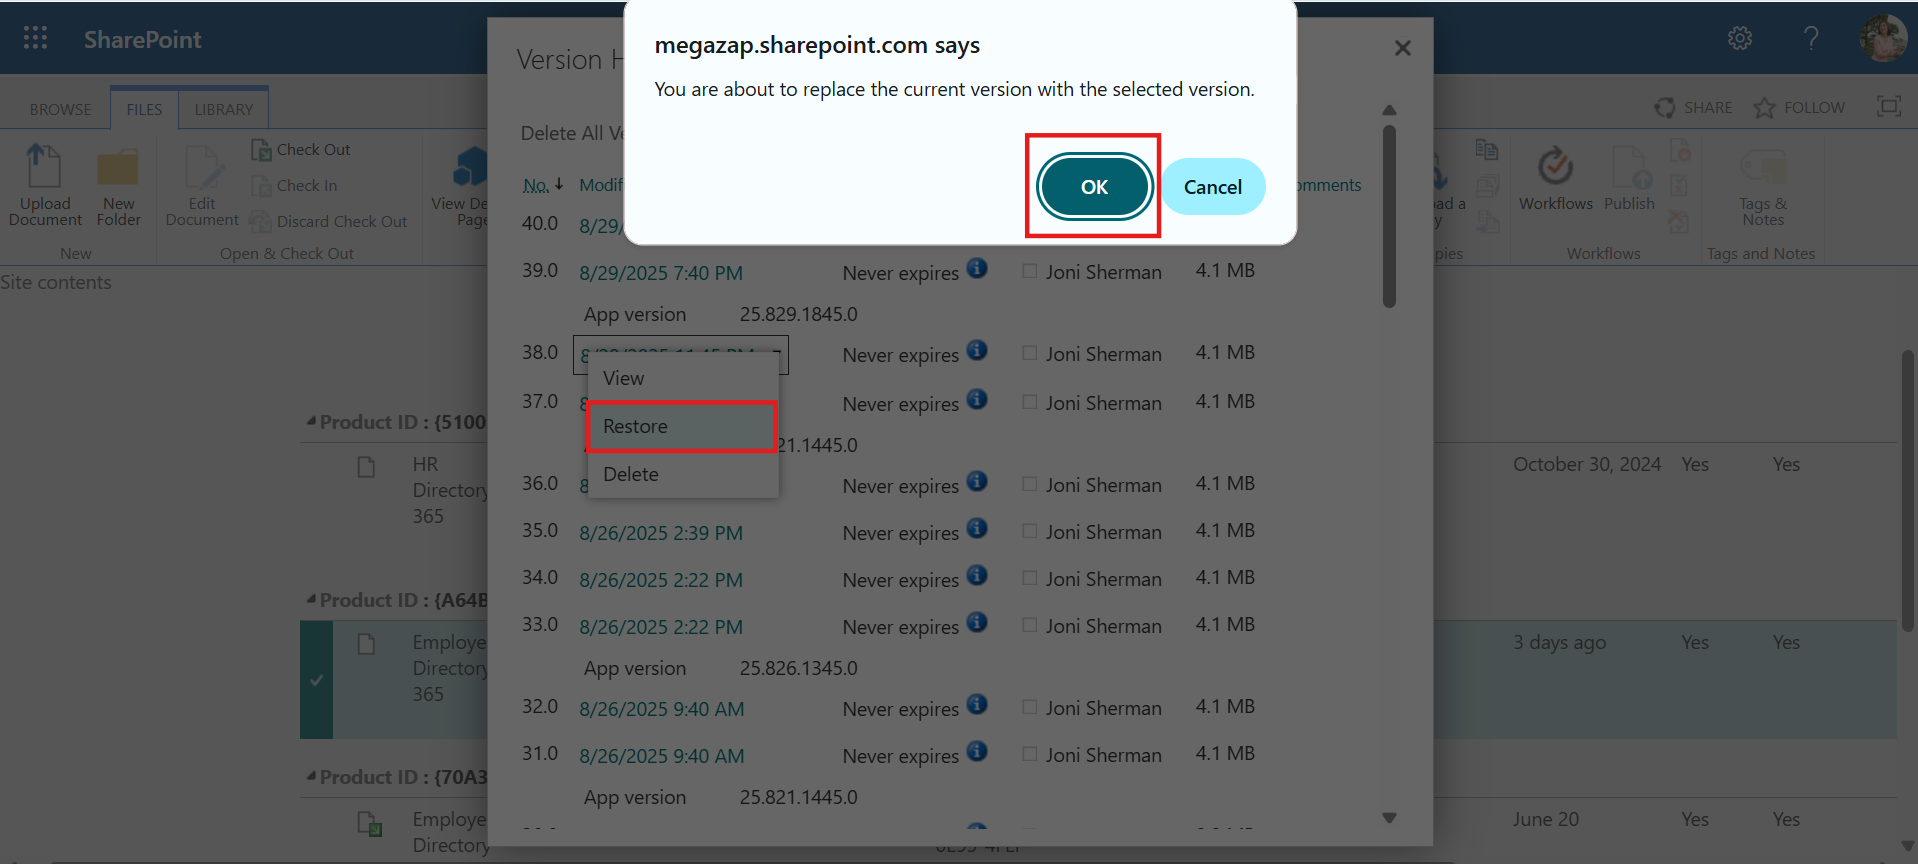 SharePoint
BROWSE FILES LIBRARY
SHARE FOLLOW
Upload Document
New Folder
New
Edit Document
Check Out
Check In
Discard Check Out
Open & Check Out
View De
Page
megazap.sharepoint.com says
You are about to replace the current version with the selected version.
OK Cancel
Version H
Delete All Ve
No. ↓ Modif omments
40.0 8/29/
39.0 8/29/2025 7:40 PM Never expires Joni Sherman 4.1 MB
App version 25.829.1845.0
38.0 Never expires Joni Sherman 4.1 MB
View
Restore
Delete
37.0 8 Never expires Joni Sherman 4.1 MB
21.1445.0
36.0 8 Never expires Joni Sherman 4.1 MB
35.0 8/26/2025 2:39 PM Never expires Joni Sherman 4.1 MB
34.0 8/26/2025 2:22 PM Never expires Joni Sherman 4.1 MB
33.0 8/26/2025 2:22 PM Never expires Joni Sherman 4.1 MB
App version 25.826.1345.0
32.0 8/26/2025 9:40 AM Never expires Joni Sherman 4.1 MB
31.0 8/26/2025 9:40 AM Never expires Joni Sherman 4.1 MB
App version 25.821.1445.0
ad a
y
pies
Workflows Publish
Workflows
Tags & Notes
Tags and Notes
Site contents
Product ID : {5100
HR Directory 365
October 30, 2024 Yes Yes
Product ID : {A64B
Employe
Directory
365
3 days ago Yes Yes
Product ID : {70A3
Employe
Directory
June 20 Yes Yes